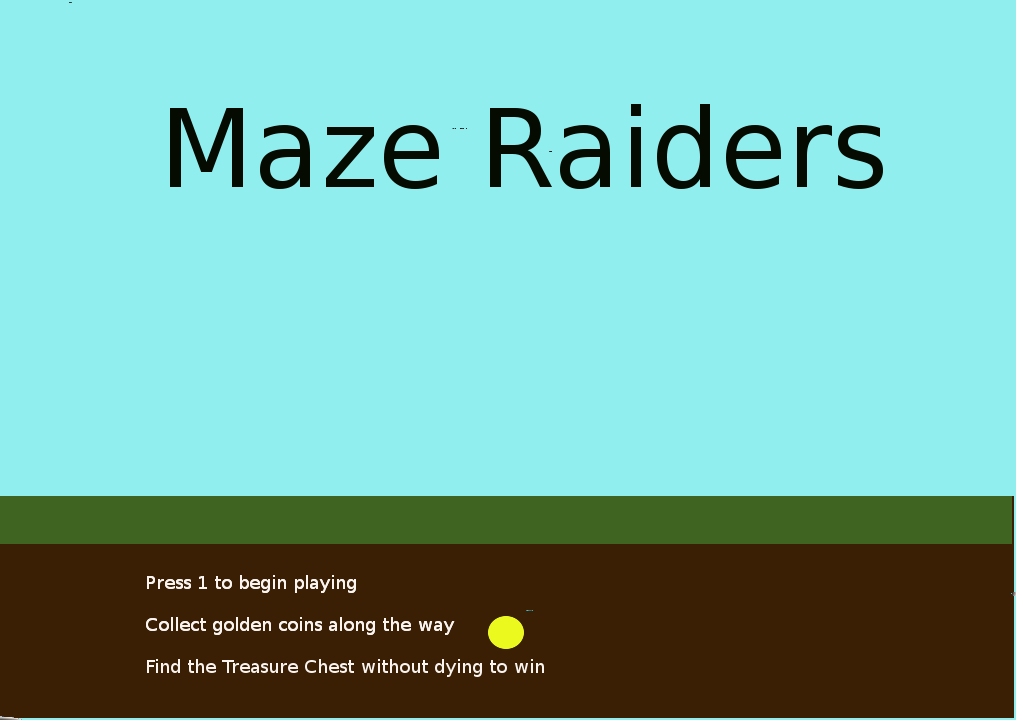 Maze Raiders
Press 1 to begin playing
Collect golden coins along the way
Find the Treasure Chest without dying to win